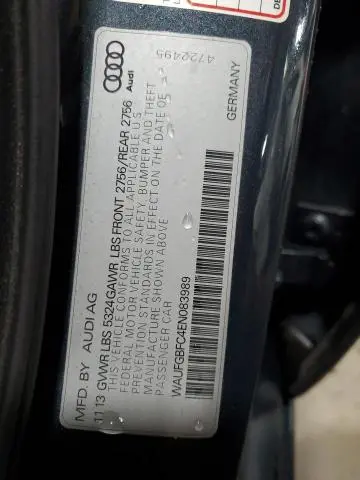 MFD. BY AUDI AG
11 13 GVWR LBS 5324GAWR LBS FRONT 2756/REAR 2756
THIS VEHICLE CONFORMS TO ALL APPLICABLE U S
FEDERAL MOTOR VEHICLE SAFETY, BUMPER AND THEFT
PREVENTION STANDARDS IN EFFECT ON THE DATE OF
MANUFACTURE SHOWN ABOVE
PASSENGER CAR
WAUFGBFC4EN083989
Audi
4722495
GERMANY